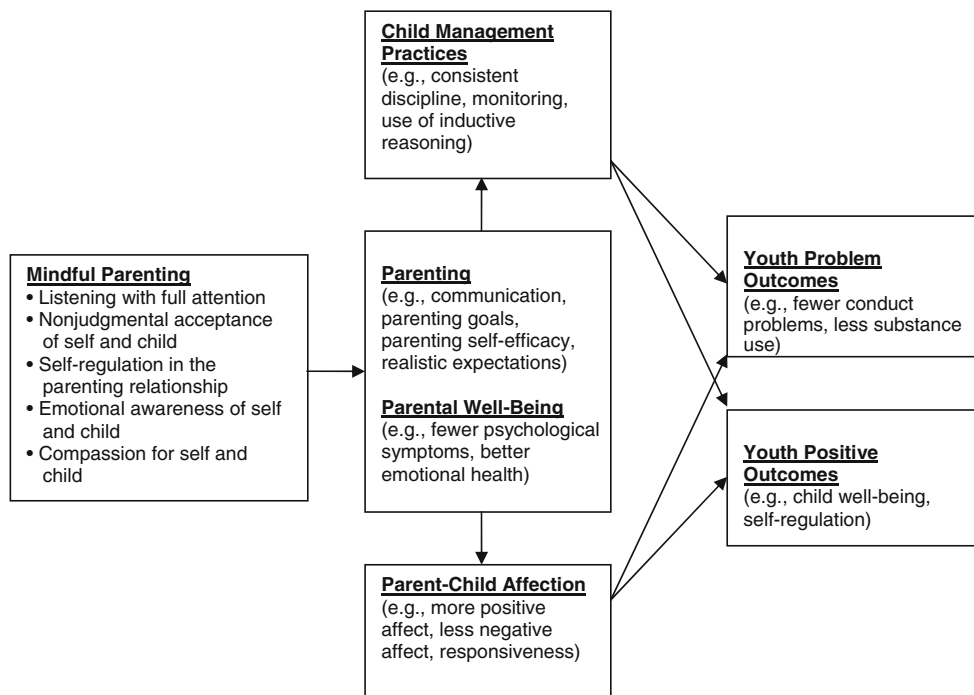 Child Management
Practices
(e.g., consistent
discipline, monitoring,
use of inductive
reasoning)
Mindful Parenting
• Listening with full attention
• Nonjudgmental acceptance
of self and child
• Self-regulation in the
parenting relationship
• Emotional awareness of self
and child
• Compassion for self and
child
Parenting
(e.g., communication,
parenting goals,
parenting self-efficacy,
realistic expectations)
Parental Well-Being
(e.g., fewer psychological
symptoms, better
emotional health)
Parent-Child Affection
(e.g., more positive
affect, less negative
affect, responsiveness)
Youth Problem
Outcomes
(e.g., fewer conduct
problems, less substance
use)
Youth Positive
Outcomes
(e.g., child well-being,
self-regulation)